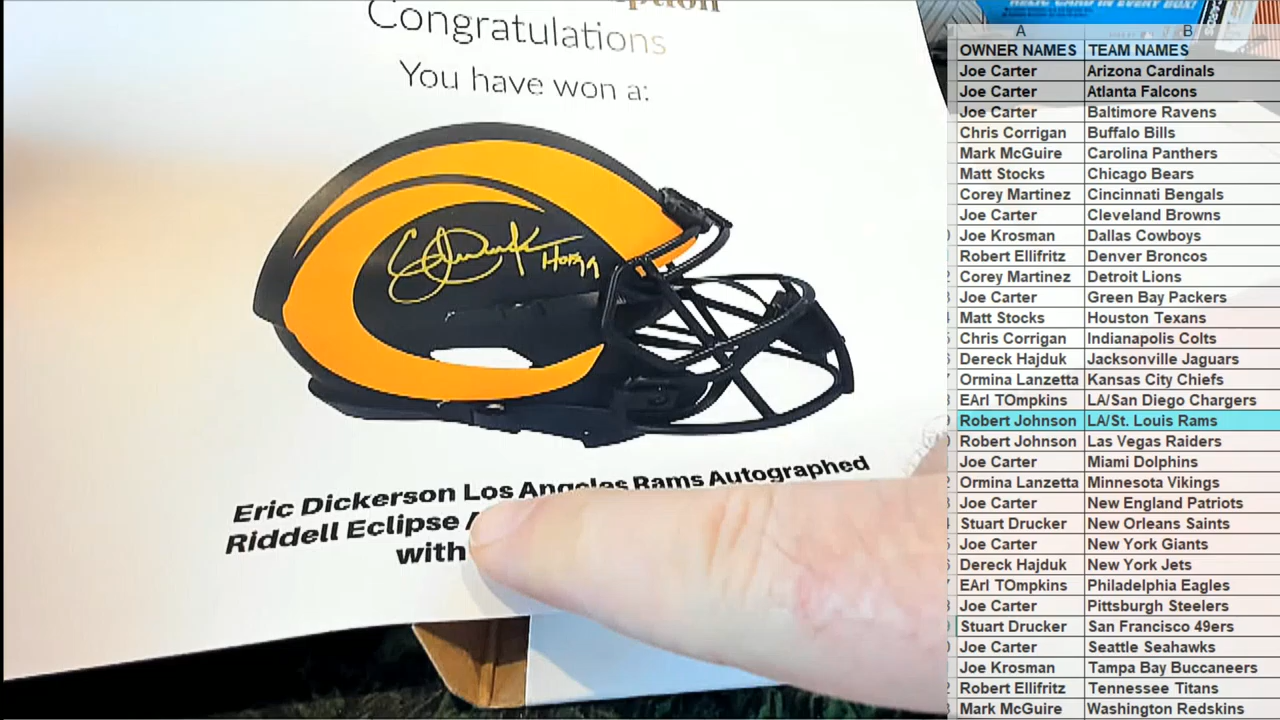 Congratulations
You have won a:
HOF 99
Eric Dickerson Los Angeles Rams Autographed
Riddell Eclipse
with
IN EVERY BOX!
A B
OWNER NAMES TEAM NAMES
Joe Carter Arizona Cardinals
Joe Carter Atlanta Falcons
Joe Carter Baltimore Ravens
Chris Corrigan Buffalo Bills
Mark McGuire Carolina Panthers
Matt Stocks Chicago Bears
Corey Martinez Cincinnati Bengals
Joe Carter Cleveland Browns
Joe Krosman Dallas Cowboys
Robert Ellifritz Denver Broncos
Corey Martinez Detroit Lions
Joe Carter Green Bay Packers
Matt Stocks Houston Texans
Chris Corrigan Indianapolis Colts
Dereck Hajduk Jacksonville Jaguars
Ormina Lanzetta Kansas City Chiefs
EArl TOmpkins LA/San Diego Chargers
Robert Johnson LA/St. Louis Rams
Robert Johnson Las Vegas Raiders
Joe Carter Miami Dolphins
Ormina Lanzetta Minnesota Vikings
Joe Carter New England Patriots
Stuart Drucker New Orleans Saints
Joe Carter New York Giants
Dereck Hajduk New York Jets
EArl TOmpkins Philadelphia Eagles
Joe Carter Pittsburgh Steelers
Stuart Drucker San Francisco 49ers
Joe Carter Seattle Seahawks
Joe Krosman Tampa Bay Buccaneers
Robert Ellifritz Tennessee Titans
Mark McGuire Washington Redskins